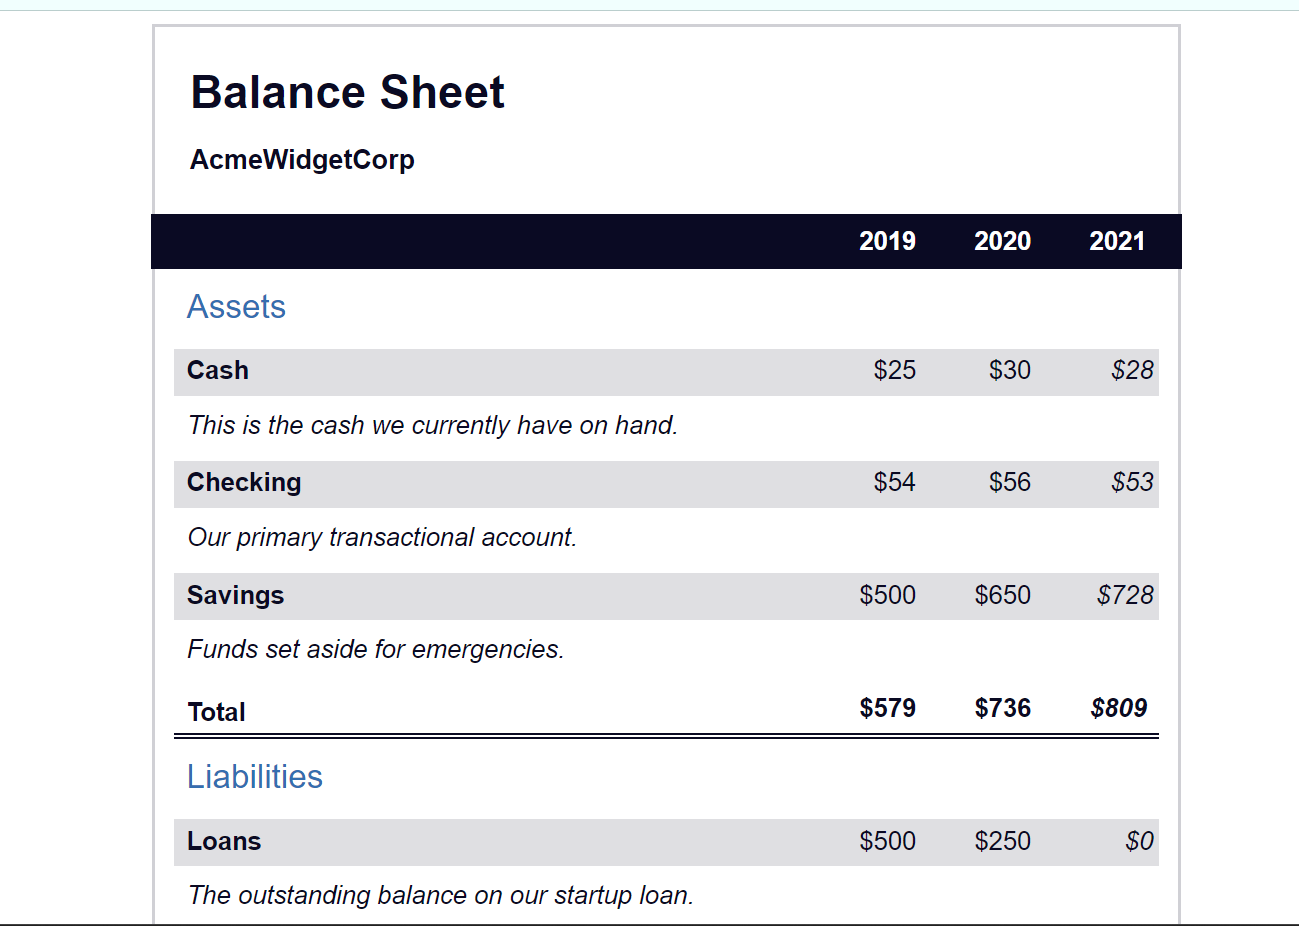 Balance Sheet
AcmeWidgetCorp
2019 2020 2021
Assets
Cash $25 $30 $28
This is the cash we currently have on hand.
Checking $54 $56 $53
Our primary transactional account.
Savings $500 $650 $728
Funds set aside for emergencies.
Total $579 $736 $809
Liabilities
Loans $500 $250 $0
The outstanding balance on our startup loan.